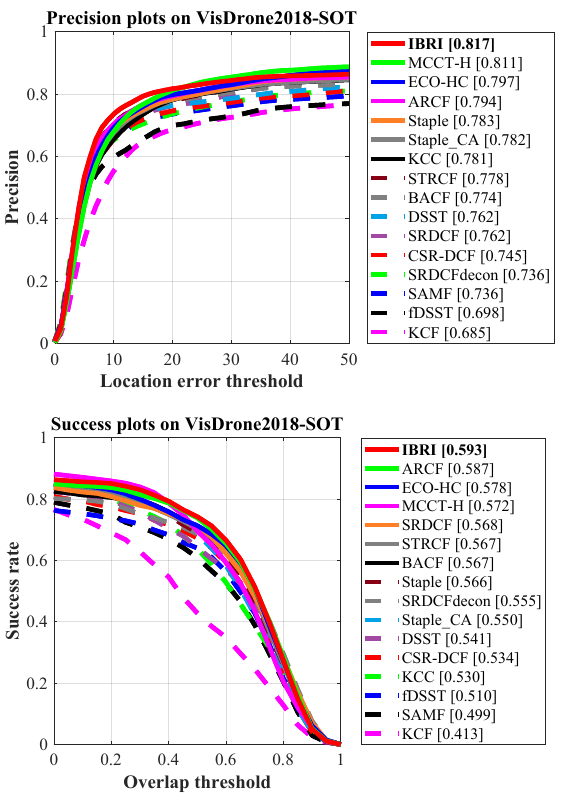 Precision plots on VisDrone2018-SOT
1
0.8
0.6
0.4
0.2
0
Precision
0 10 20 30 40 50
Location error threshold
IBRI [0.817]
MCCT-H [0.811]
ECO-HC [0.797]
ARCF [0.794]
Staple [0.783]
Staple_CA [0.782]
KCC [0.781]
STRCF [0.778]
BACF [0.774]
DSST [0.762]
SRDCF [0.762]
CSR-DCF [0.745]
SRDCFdecon [0.736]
SAMF [0.736]
fDSST [0.698]
KCF [0.685]
Success plots on VisDrone2018-SOT
1
0.8
0.6
0.4
0.2
0
Success rate
0 0.2 0.4 0.6 0.8 1
Overlap threshold
IBRI [0.593]
ARCF [0.587]
ECO-HC [0.578]
MCCT-H [0.572]
SRDCF [0.568]
STRCF [0.567]
BACF [0.567]
Staple [0.566]
SRDCFdecon [0.555]
Staple_CA [0.550]
DSST [0.541]
CSR-DCF [0.534]
KCC [0.530]
fDSST [0.510]
SAMF [0.499]
KCF [0.413]